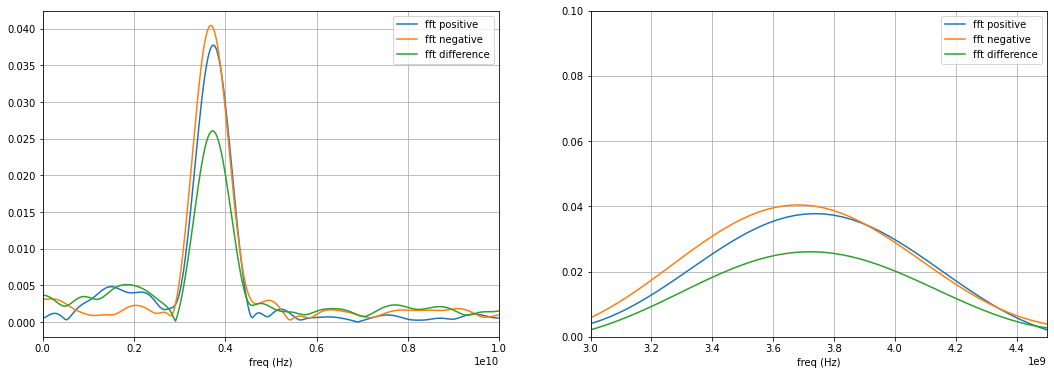 0.040
0.035
0.030
0.025
0.020
0.015
0.010
0.005
0.000
0.0 0.2 0.4 0.6 0.8 1.0
1e10
freq (Hz)
fft positive
fft negative
fft difference
0.10
0.08
0.06
0.04
0.02
0.00
3.0 3.2 3.4 3.6 3.8 4.0 4.2 4.4
1e9
freq (Hz)
fft positive
fft negative
fft difference